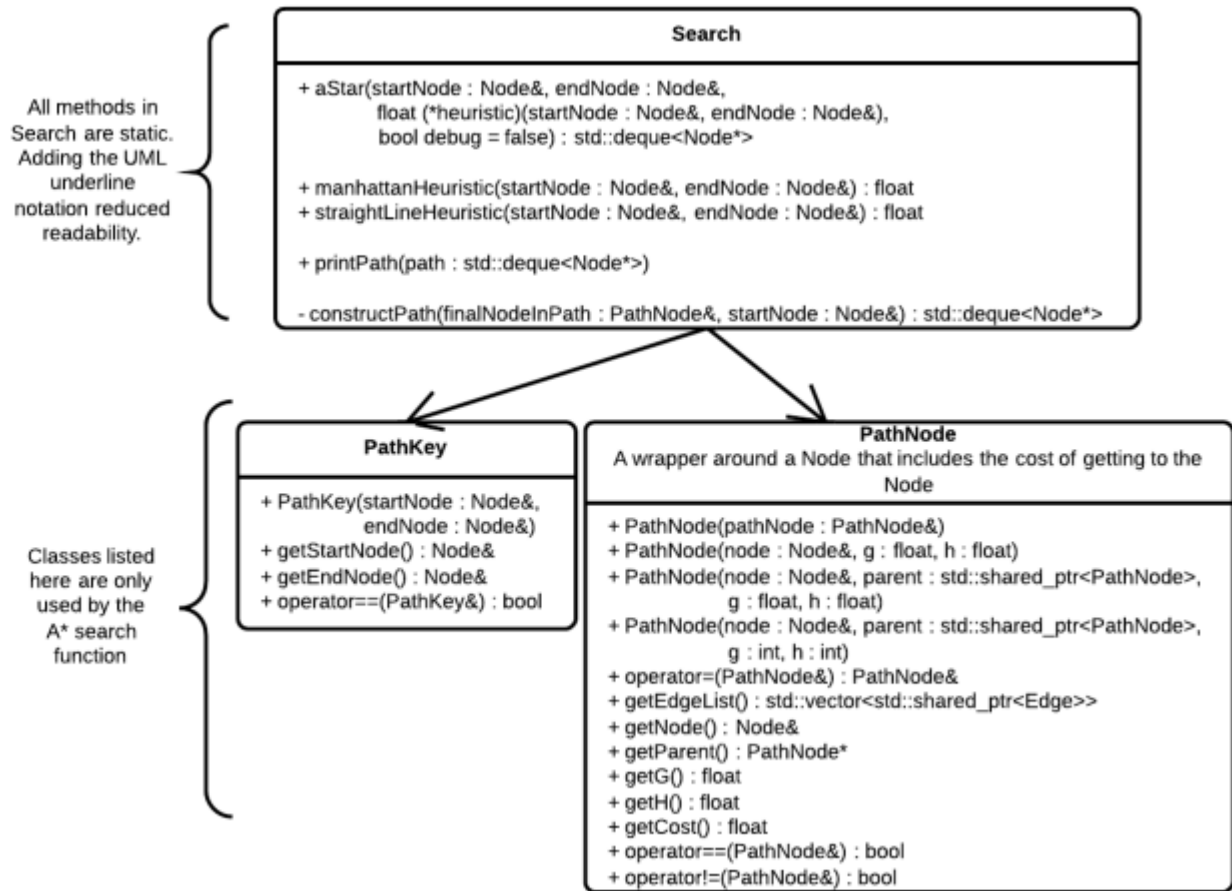 Search
All methods in
Search are static.
Adding the UML
underline
notation reduced
readability.
+ aStar(startNode : Node&, endNode : Node&,
float (*heuristic)(startNode : Node&, endNode : Node&),
bool debug = false) : std::deque<Node*>
+ manhattanHeuristic(startNode : Node&, endNode : Node&) : float
+ straightLineHeuristic(startNode : Node&, endNode : Node&) : float
+ printPath(path : std::deque<Node*>)
- constructPath(finalNodeInPath : PathNode&, startNode : Node&) : std::deque<Node*>
Classes listed
here are only
used by the
A* search
function
PathKey
+ PathKey(startNode : Node&,
endNode : Node&)
+ getStartNode() : Node&
+ getEndNode() : Node&
+ operator==(PathKey&) : bool
PathNode
A wrapper around a Node that includes the cost of getting to the
Node
+ PathNode(pathNode : PathNode&)
+ PathNode(node : Node&, g : float, h : float)
+ PathNode(node : Node&, parent : std::shared_ptr<PathNode>,
g : float, h : float)
+ PathNode(node : Node&, parent : std::shared_ptr<PathNode>,
g : int, h : int)
+ operator=(PathNode&) : PathNode&
+ getEdgeList() : std::vector<std::shared_ptr<Edge>>
+ getNode() : Node&
+ getParent() : PathNode*
+ getG() : float
+ getH() : float
+ getCost() : float
+ operator==(PathNode&) : bool
+ operator!=(PathNode&) : bool